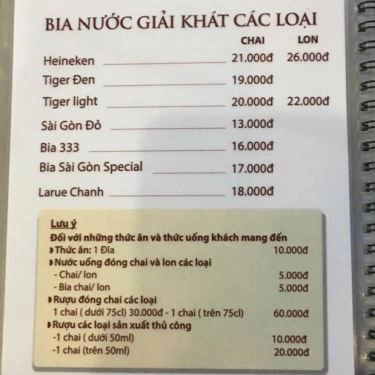 BIA NƯỚC GIẢI KHÁT CÁC LOẠI
CHAI LON
Heineken 21.000đ 26.000đ
Tiger Đen 19.000đ
Tiger light 20.000đ 22.000đ
Sài Gòn Đỏ 13.000đ
Bia 333 16.000đ
Bia Sài Gòn Special 17.000đ
Larue Chanh 18.000đ
Lưu ý
Đối với những thức ăn và thức uống khách mang đến
Thức ăn: 1 Đĩa 10.000đ
Nước uống đóng chai và lon các loại
- Chai/ lon 5.000đ
- Bia chai/ lon 5.000đ
Rượu đóng chai các loại
1 chai ( dưới 75cl) 30.000đ - 1 chai ( trên 75cl) 60.000đ
Rượu các loại sản xuất thủ công
-1 chai ( dưới 50ml) 10.000đ
-1 chai (trên 50ml) 20.000đ